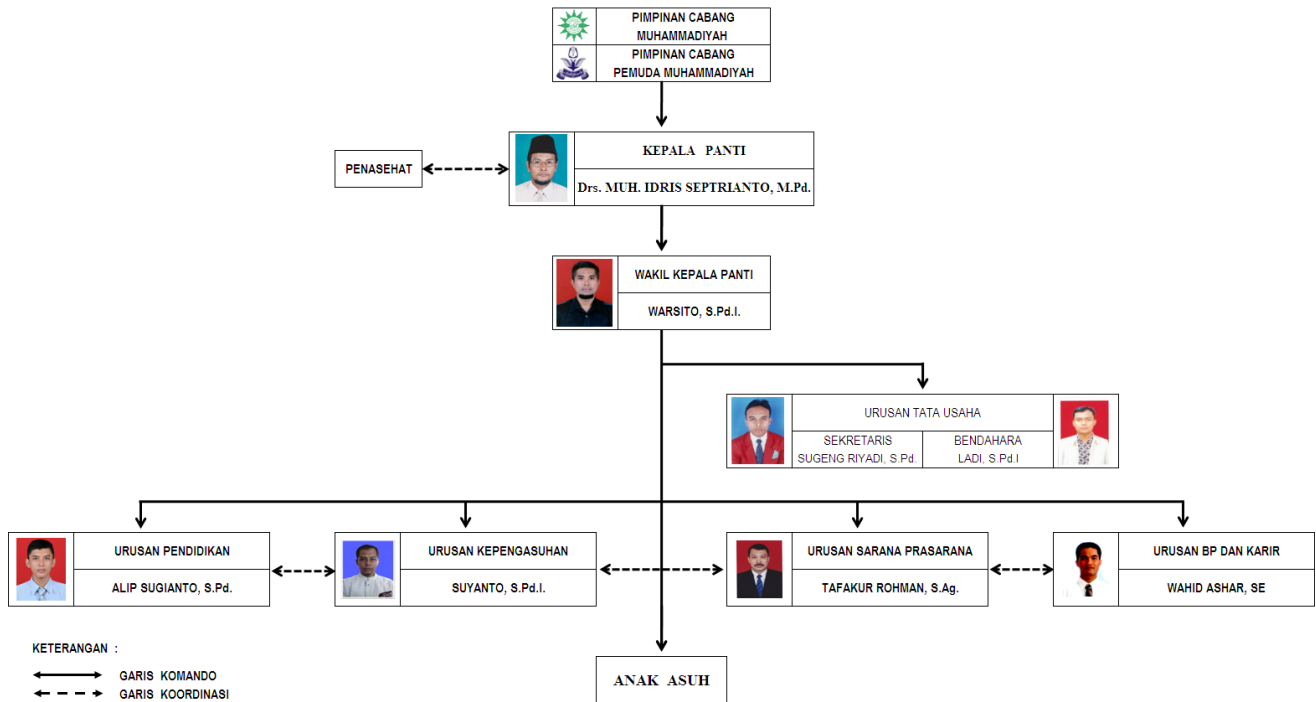 PIMPINAN CABANG
MUHAMMADIYAH
PIMPINAN CABANG
PEMUDA MUHAMMADIYAH
PENASEHAT
KEPALA PANTI
Drs. MUH. IDRIS SEPTRIANTO, M.Pd.
WAKIL KEPALA PANTI
WARSITO, S.Pd.I.
URUSAN TATA USAHA
SEKRETARIS
SUGENG RIYADI, S.Pd.
BENDAHARA
LADI, S.Pd.I
URUSAN PENDIDIKAN
ALIP SUGIANTO, S.Pd.
URUSAN KEPENGASUHAN
SUYANTO, S.Pd.I.
URUSAN SARANA PRASARANA
TAFAKUR ROHMAN, S.Ag.
URUSAN BP DAN KARIR
WAHID ASHAR, SE
KETERANGAN :
GARIS KOMANDO
GARIS KOORDINASI
ANAK ASUH